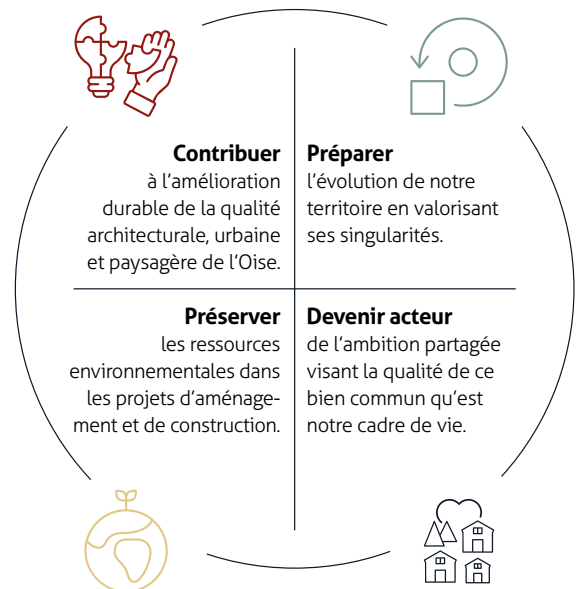 Contribuer
à l'amélioration
durable de la qualité
architecturale, urbaine
et paysagère de l'Oise.
Préparer
l'évolution de notre
territoire en valorisant
ses singularités.
Préserver
les ressources
environnementales dans
les projets d'aménage-
ment et de construction.
Devenir acteur
de l'ambition partagée
visant la qualité de ce
bien commun qu'est
notre cadre de vie.